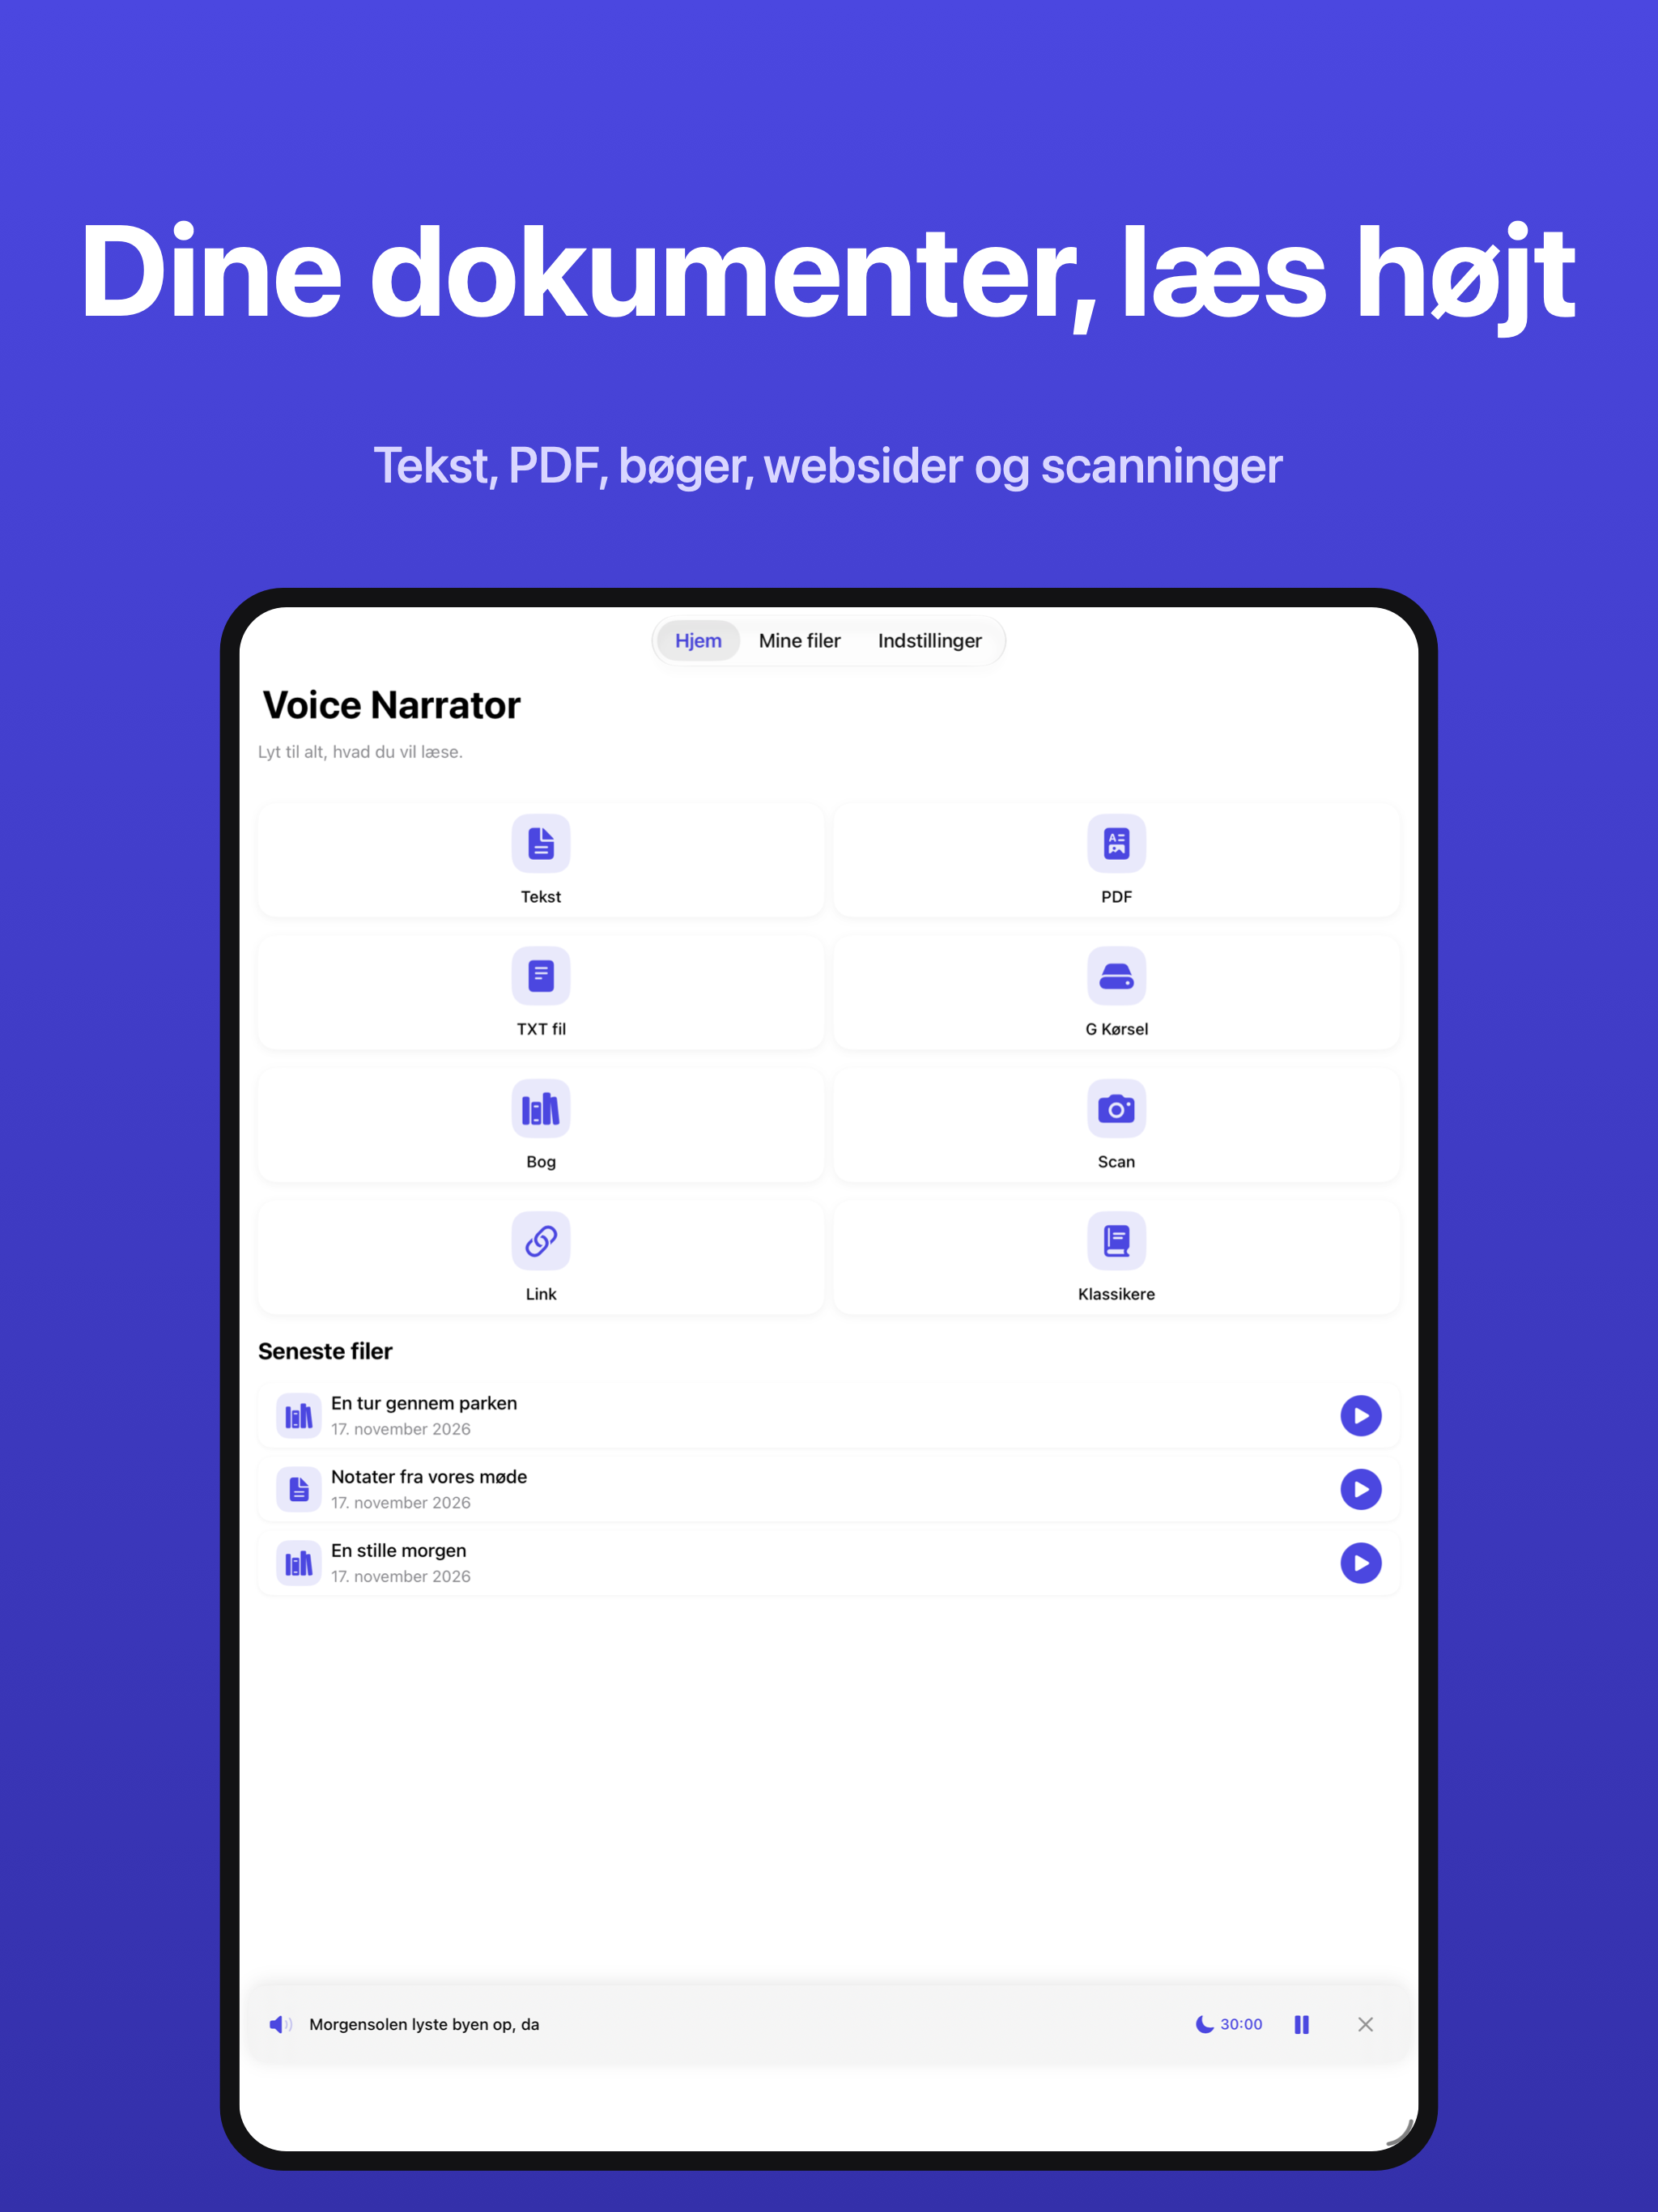 Dine dokumenter, læs højt
Tekst, PDF, bøger, websider og scanninger
Hjem Mine filer Indstillinger
Voice Narrator
Lyt til alt, hvad du vil læse.
Tekst PDF
TXT fil G Kørsel
Bog Scan
Link Klassikere
Seneste filer
En tur gennem parken
17. november 2026
Notater fra vores møde
17. november 2026
En stille morgen
17. november 2026
Morgensolen lyste byen op, da 30:00